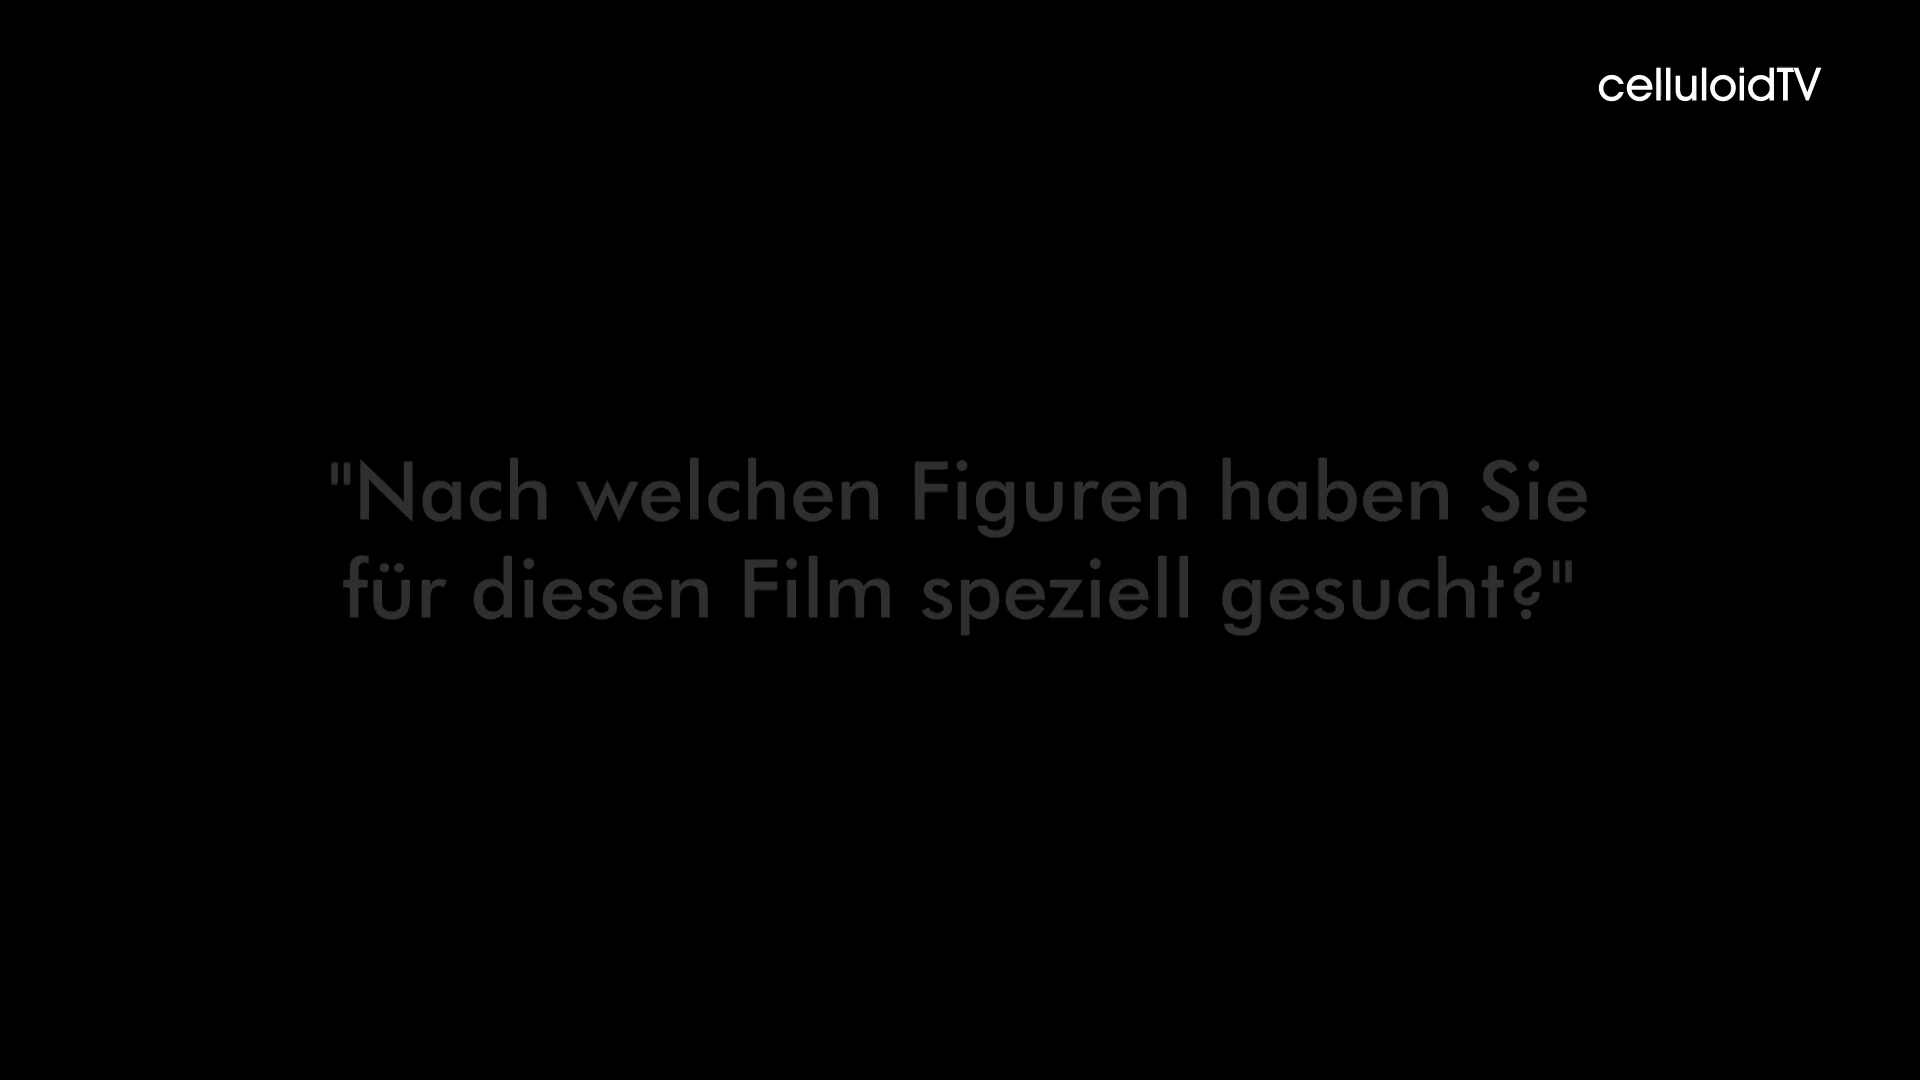 celluloidTV
"Nach welchen Figuren haben Sie
für diesen Film speziell gesucht?"